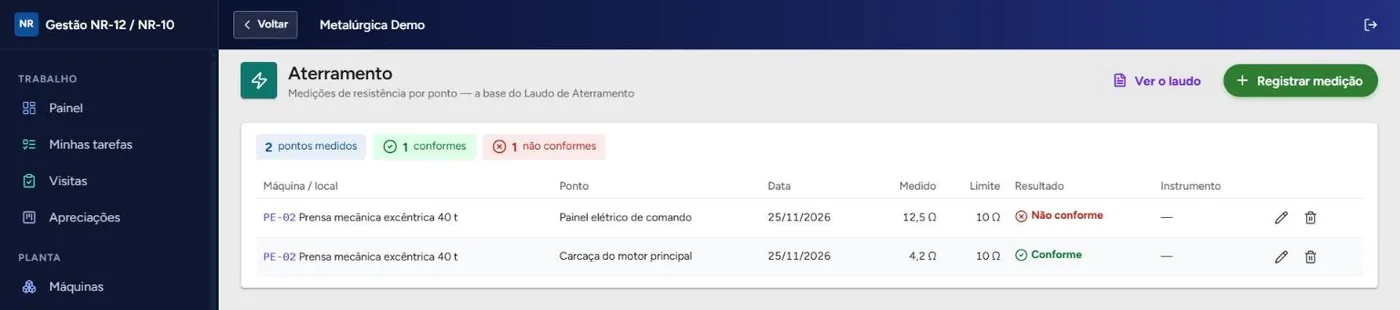 NR Gestão NR-12 / NR-10
Voltar
Metalúrgica Demo
TRABALHO
Painel
Minhas tarefas
Visitas
Apreciações
PLANTA
Máquinas
Aterramento
Medições de resistência por ponto — a base do Laudo de Aterramento
Ver o laudo
+ Registrar medição
2 pontos medidos
1 conformes
1 não conformes
Máquina / local Ponto Data Medido Limite Resultado Instrumento
PE-02 Prensa mecânica excêntrica 40 t Painel elétrico de comando 25/11/2026 12,5 Ω 10 Ω Não conforme —
PE-02 Prensa mecânica excêntrica 40 t Carcaça do motor principal 25/11/2026 4,2 Ω 10 Ω Conforme —